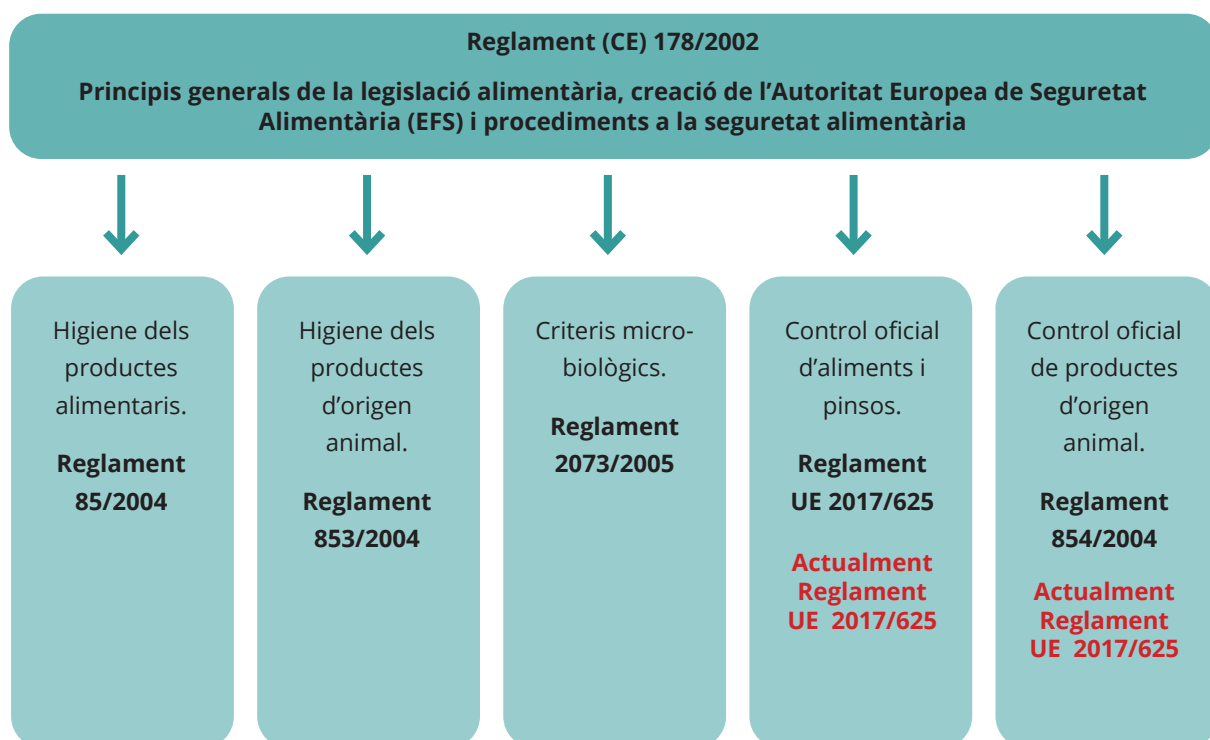 Reglament (CE) 178/2002
Principis generals de la legislació alimentària, creació de l’Autoritat Europea de Seguretat
Alimentària (EFS) i procediments a la seguretat alimentària
Higiene dels
productes
alimentaris.
Reglament
85/2004
Higiene dels
productes
d’origen
animal.
Reglament
853/2004
Criteris micro-
biològics.
Reglament
2073/2005
Control oficial
d’aliments i
pinsos.
Reglament
UE 2017/625
Actualment
Reglament
UE 2017/625
Control oficial
de productes
d’origen
animal.
Reglament
854/2004
Actualment
Reglament
UE 2017/625